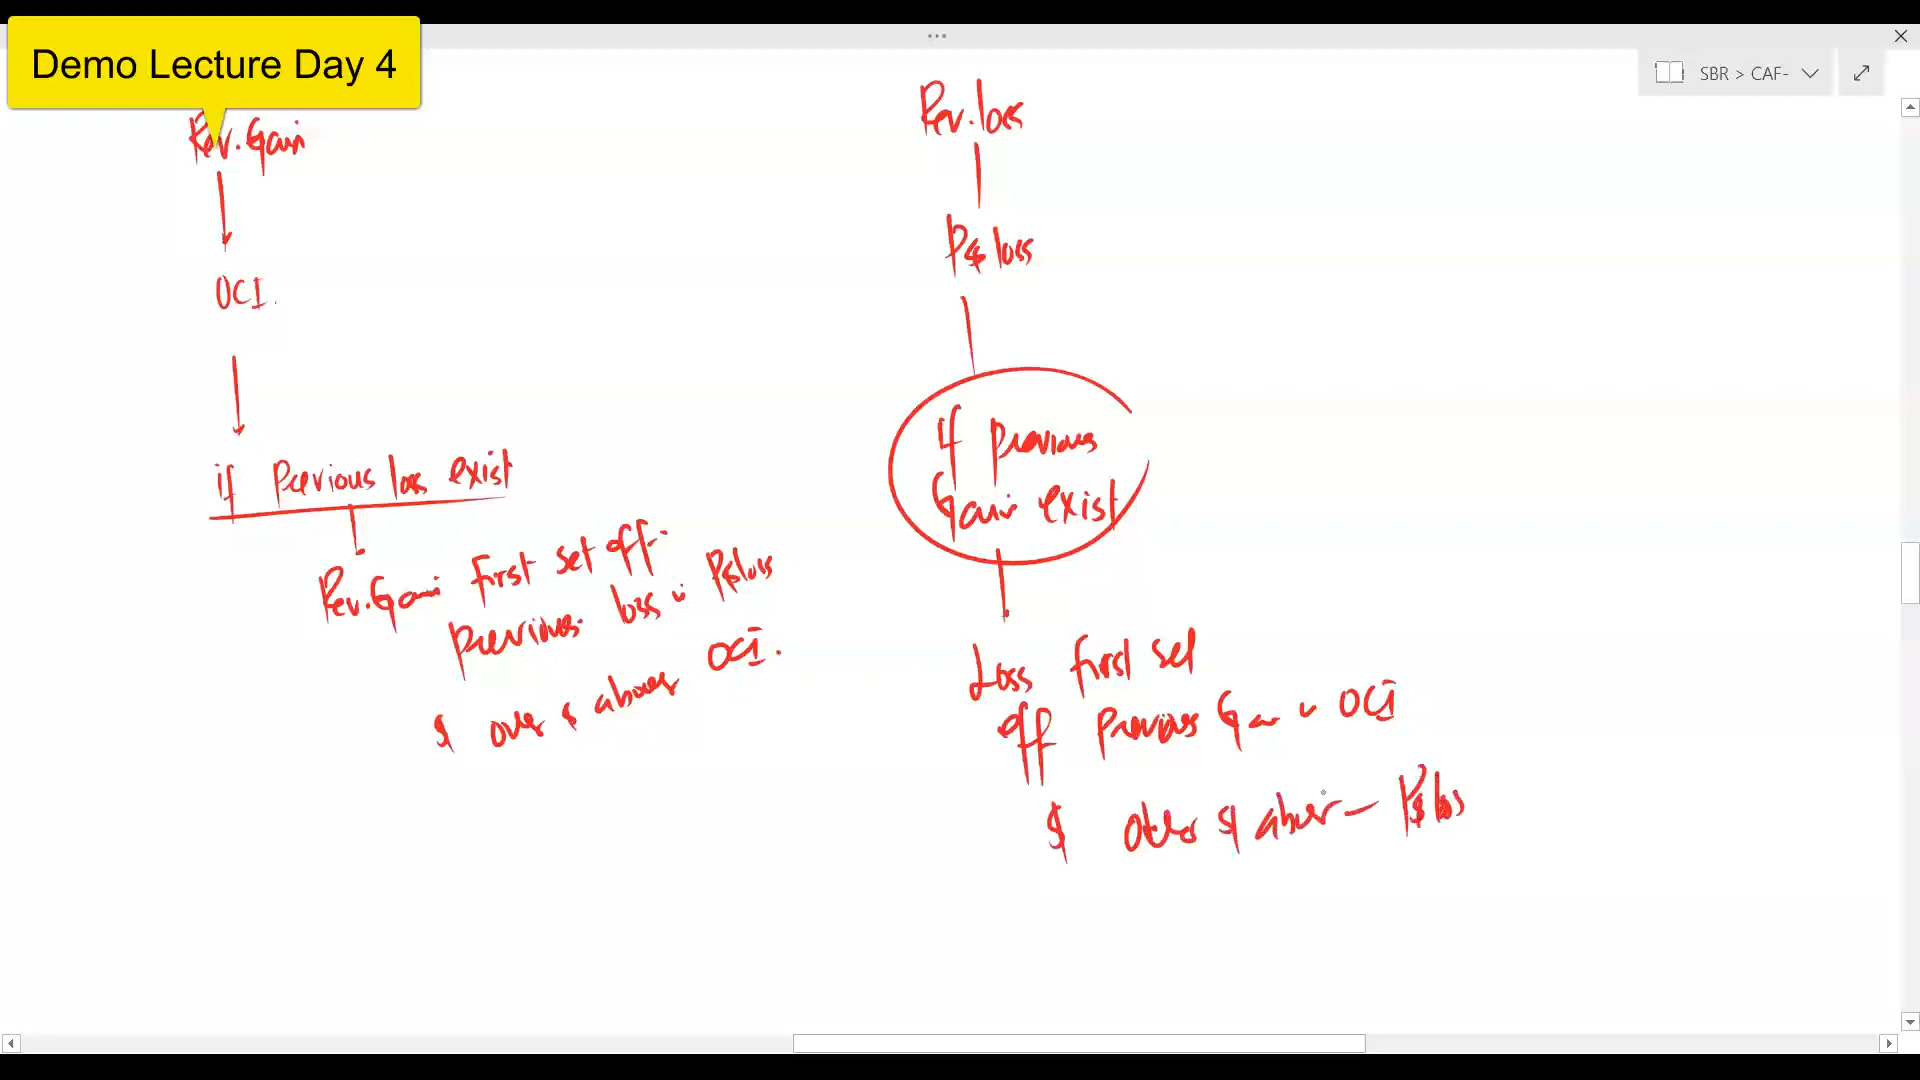 Demo Lecture Day 4
SBR > CAF-
Rev. Gain
OCI.
if Previous loss exist
Rev. Gain first set off
previous loss in P&loss
& over & above OCI.
Rev. loss
P&loss
if previous
Gain exist
Loss first set
off previous Gain in OCI
& over & above - P&loss